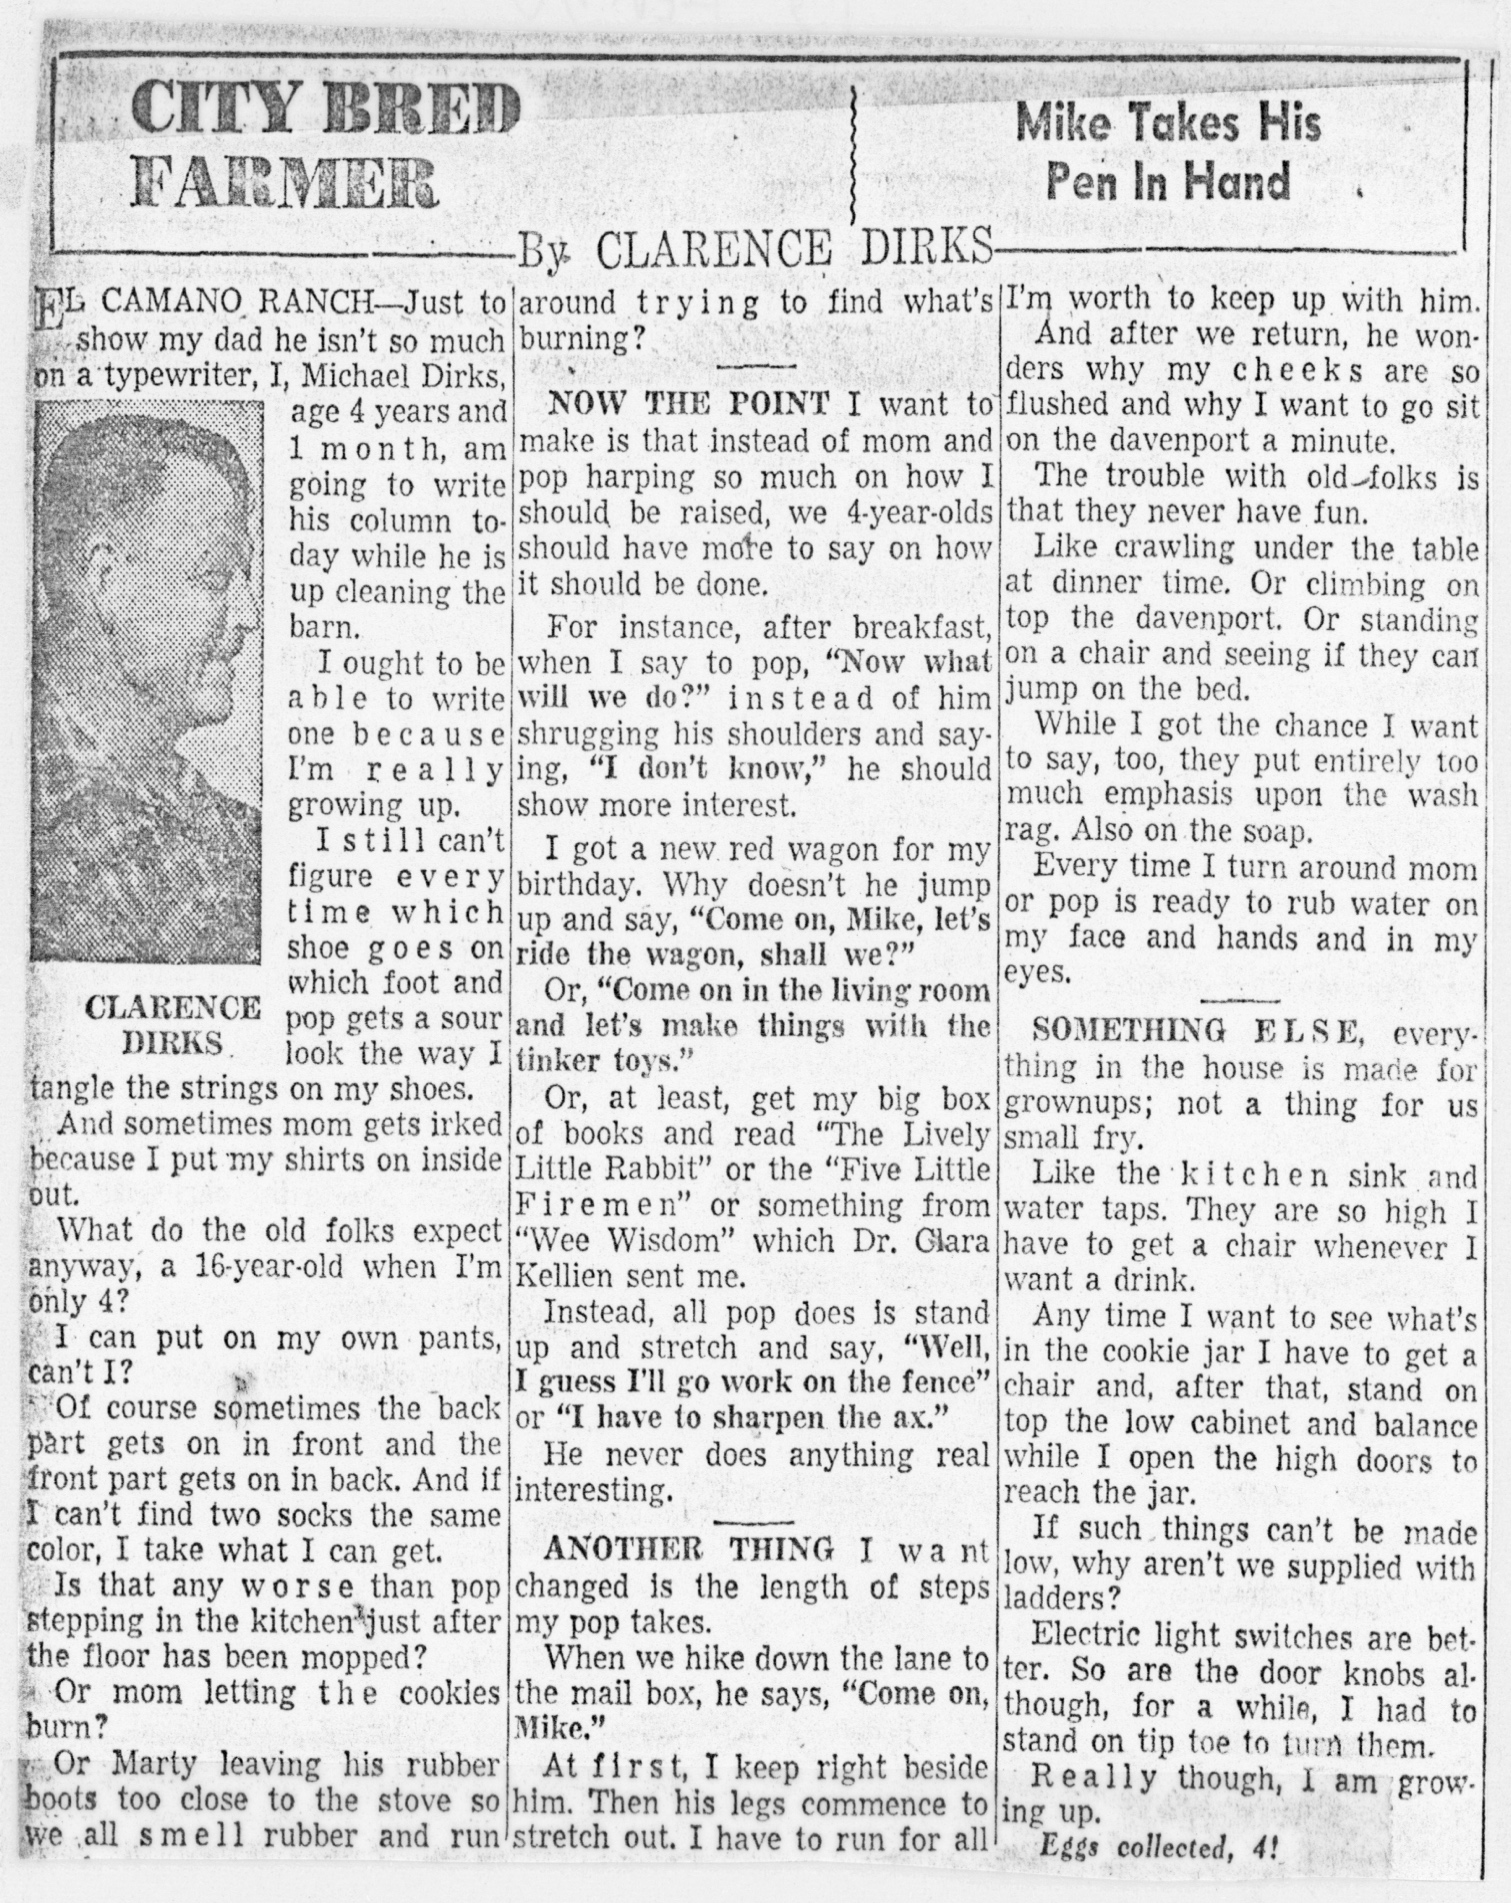 CITY BRED
FARMER
Mike Takes His
Pen In Hand
By CLARENCE DIRKS
EL CAMANO RANCH—Just to
show my dad he isn't so much
on a typewriter, I, Michael Dirks,
age 4 years and
1 month, am
going to write
his column to-
day while he is
up cleaning the
barn.
I ought to be
able to write
one because
I'm really
growing up.
I still can't
figure every
time which
shoe goes on
which foot and
pop gets a sour
look the way I
CLARENCE
DIRKS
tangle the strings on my shoes.
And sometimes mom gets irked
because I put my shirts on inside
out.
What do the old folks expect
anyway, a 16-year-old when I'm
only 4?
I can put on my own pants,
can't I?
Of course sometimes the back
part gets on in front and the
front part gets on in back. And if
I can't find two socks the same
color, I take what I can get.
Is that any worse than pop
stepping in the kitchen just after
the floor has been mopped?
Or mom letting the cookies
burn?
Or Marty leaving his rubber
boots too close to the stove so
we all smell rubber and run
around trying to find what's
burning?
NOW THE POINT I want to
make is that instead of mom and
pop harping so much on how I
should be raised, we 4-year-olds
should have more to say on how
it should be done.
For instance, after breakfast,
when I say to pop, "Now what
will we do?" instead of him
shrugging his shoulders and say-
ing, "I don't know," he should
show more interest.
I got a new red wagon for my
birthday. Why doesn't he jump
up and say, "Come on, Mike, let's
ride the wagon, shall we?"
Or, "Come on in the living room
and let's make things with the
tinker toys."
Or, at least, get my big box
of books and read "The Lively
Little Rabbit" or the "Five Little
Firemen" or something from
"Wee Wisdom" which Dr. Clara
Kellien sent me.
Instead, all pop does is stand
up and stretch and say, "Well,
I guess I'll go work on the fence"
or "I have to sharpen the ax."
He never does anything real
interesting.
ANOTHER THING I want
changed is the length of steps
my pop takes.
When we hike down the lane to
the mail box, he says, "Come on,
Mike."
At first, I keep right beside
him. Then his legs commence to
stretch out. I have to run for all
I'm worth to keep up with him.
And after we return, he won-
ders why my cheeks are so
flushed and why I want to go sit
on the davenport a minute.
The trouble with old folks is
that they never have fun.
Like crawling under the table
at dinner time. Or climbing on
top the davenport. Or standing
on a chair and seeing if they can
jump on the bed.
While I got the chance I want
to say, too, they put entirely too
much emphasis upon the wash
rag. Also on the soap.
Every time I turn around mom
or pop is ready to rub water on
my face and hands and in my
eyes.
SOMETHING ELSE, every-
thing in the house is made for
grownups; not a thing for us
small fry.
Like the kitchen sink and
water taps. They are so high I
have to get a chair whenever I
want a drink.
Any time I want to see what's
in the cookie jar I have to get a
chair and, after that, stand on
top the low cabinet and balance
while I open the high doors to
reach the jar.
If such things can't be made
low, why aren't we supplied with
ladders?
Electric light switches are bet-
ter. So are the door knobs al-
though, for a while, I had to
stand on tip toe to turn them.
Really though, I am grow-
ing up.
Eggs collected, 4!